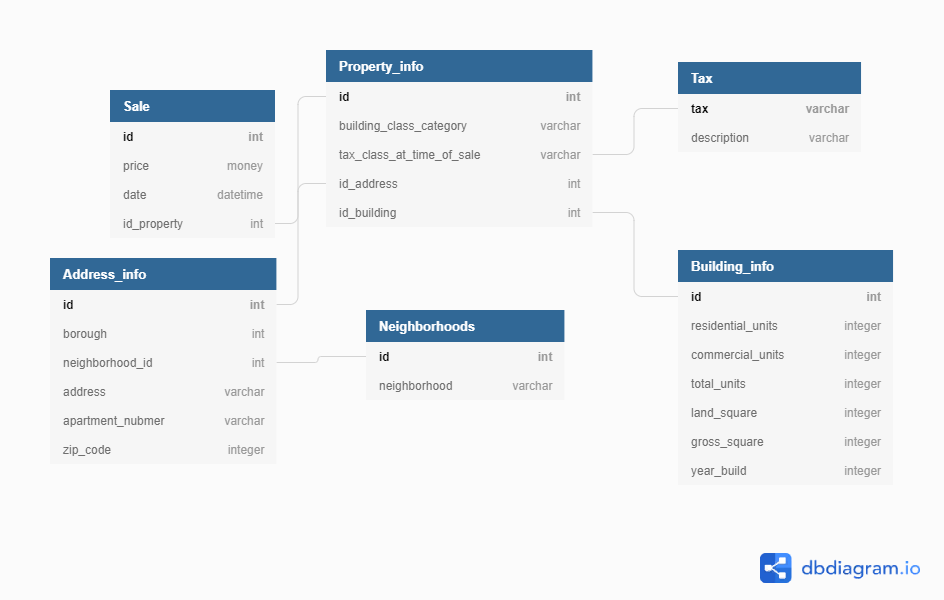 Property_info
id int
building_class_category varchar
tax_class_at_time_of_sale varchar
id_address int
id_building int
Tax
tax varchar
description varchar
Sale
id int
price money
date datetime
id_property int
Address_info
id int
borough int
neighborhood_id int
address varchar
apartment_nubmer varchar
zip_code integer
Neighborhoods
id int
neighborhood varchar
Building_info
id int
residential_units integer
commercial_units integer
total_units integer
land_square integer
gross_square integer
year_build integer
dbdiagram.io